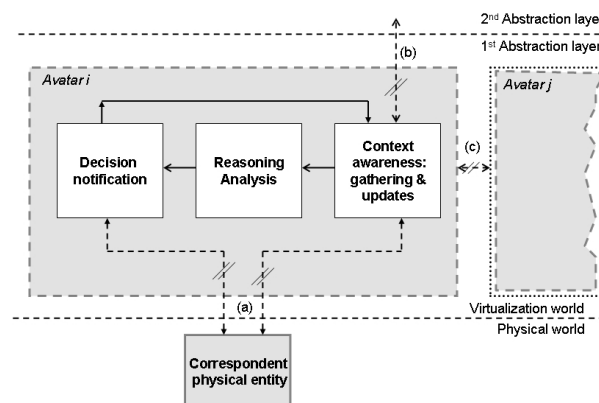 2nd Abstraction laye
1st Abstraction layer
(b)
Avatar i
Avatar j
Decision
notification
Reasoning
Analysis
Context
awareness:
gathering &
updates
(c)
(a)
Virtualization world
Physical world
Correspondent
physical entity